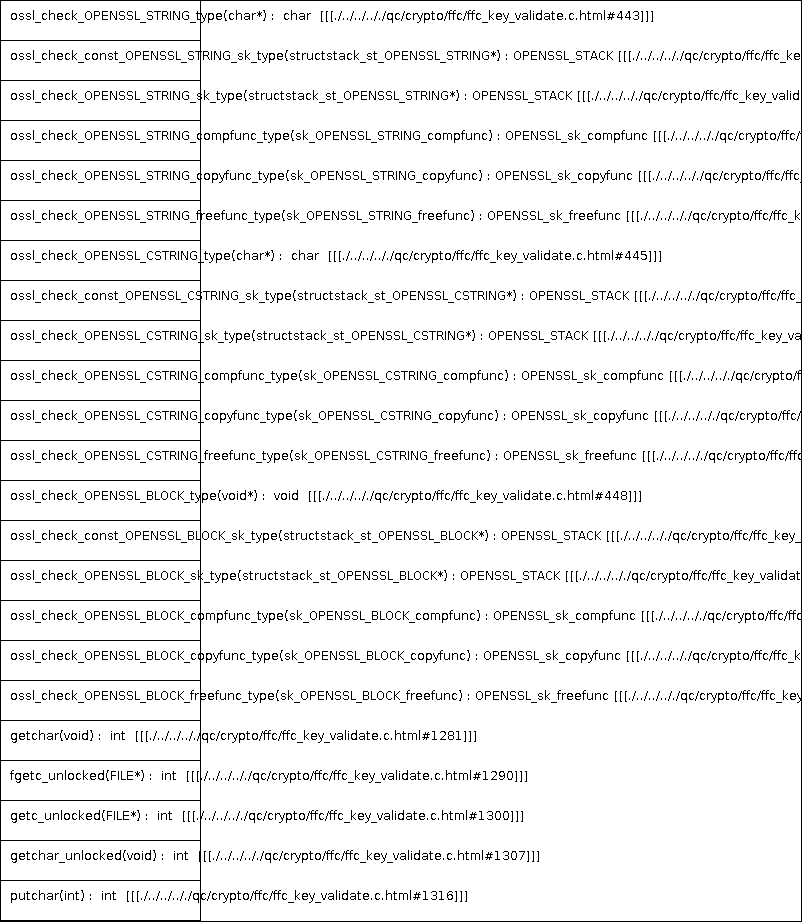 ossl_check_OPENSSL_STRING_type(char*) : char [[[./../../././qc/crypto/ffc/ffc_key_validate.c.html#443]]]
ossl_check_const_OPENSSL_STRING_sk_type(structstack_st_OPENSSL_STRING*) : OPENSSL_STACK [[[./../../././qc/crypto/ffc/ffc_ke
ossl_check_OPENSSL_STRING_sk_type(structstack_st_OPENSSL_STRING*) : OPENSSL_STACK [[[./../../././qc/crypto/ffc/ffc_key_valid
ossl_check_OPENSSL_STRING_compfunc_type(sk_OPENSSL_STRING_compfunc) : OPENSSL_sk_compfunc [[[./../../././qc/crypto/ffc/
ossl_check_OPENSSL_STRING_copyfunc_type(sk_OPENSSL_STRING_copyfunc) : OPENSSL_sk_copyfunc [[[./../../././qc/crypto/ffc/ffc_
ossl_check_OPENSSL_STRING_freefunc_type(sk_OPENSSL_STRING_freefunc) : OPENSSL_sk_freefunc [[[./../../././qc/crypto/ffc/ffc_k
ossl_check_OPENSSL_CSTRING_type(char*) : char [[[./../../././qc/crypto/ffc/ffc_key_validate.c.html#445]]]
ossl_check_const_OPENSSL_CSTRING_sk_type(structstack_st_OPENSSL_CSTRING*) : OPENSSL_STACK [[[./../../././qc/crypto/ffc/ffc_
ossl_check_OPENSSL_CSTRING_sk_type(structstack_st_OPENSSL_CSTRING*) : OPENSSL_STACK [[[./../../././qc/crypto/ffc/ffc_key_va
ossl_check_OPENSSL_CSTRING_compfunc_type(sk_OPENSSL_CSTRING_compfunc) : OPENSSL_sk_compfunc [[[./../../././qc/crypto/f
ossl_check_OPENSSL_CSTRING_copyfunc_type(sk_OPENSSL_CSTRING_copyfunc) : OPENSSL_sk_copyfunc [[[./../../././qc/crypto/ffc/
ossl_check_OPENSSL_CSTRING_freefunc_type(sk_OPENSSL_CSTRING_freefunc) : OPENSSL_sk_freefunc [[[./../../././qc/crypto/ffc/ffc
ossl_check_OPENSSL_BLOCK_type(void*) : void [[[./../../././qc/crypto/ffc/ffc_key_validate.c.html#448]]]
ossl_check_const_OPENSSL_BLOCK_sk_type(structstack_st_OPENSSL_BLOCK*) : OPENSSL_STACK [[[./../../././qc/crypto/ffc/ffc_key_
ossl_check_OPENSSL_BLOCK_sk_type(structstack_st_OPENSSL_BLOCK*) : OPENSSL_STACK [[[./../../././qc/crypto/ffc/ffc_key_validat
ossl_check_OPENSSL_BLOCK_compfunc_type(sk_OPENSSL_BLOCK_compfunc) : OPENSSL_sk_compfunc [[[./../../././qc/crypto/ffc/ffc
ossl_check_OPENSSL_BLOCK_copyfunc_type(sk_OPENSSL_BLOCK_copyfunc) : OPENSSL_sk_copyfunc [[[./../../././qc/crypto/ffc/ffc_k
ossl_check_OPENSSL_BLOCK_freefunc_type(sk_OPENSSL_BLOCK_freefunc) : OPENSSL_sk_freefunc [[[./../../././qc/crypto/ffc/ffc_key
getchar(void) : int [[[./../../././qc/crypto/ffc/ffc_key_validate.c.html#1281]]]
fgetc_unlocked(FILE*) : int [[[./../../././qc/crypto/ffc/ffc_key_validate.c.html#1290]]]
getc_unlocked(FILE*) : int [[[./../../././qc/crypto/ffc/ffc_key_validate.c.html#1300]]]
getchar_unlocked(void) : int [[[./../../././qc/crypto/ffc/ffc_key_validate.c.html#1307]]]
putchar(int) : int [[[./../../././qc/crypto/ffc/ffc_key_validate.c.html#1316]]]